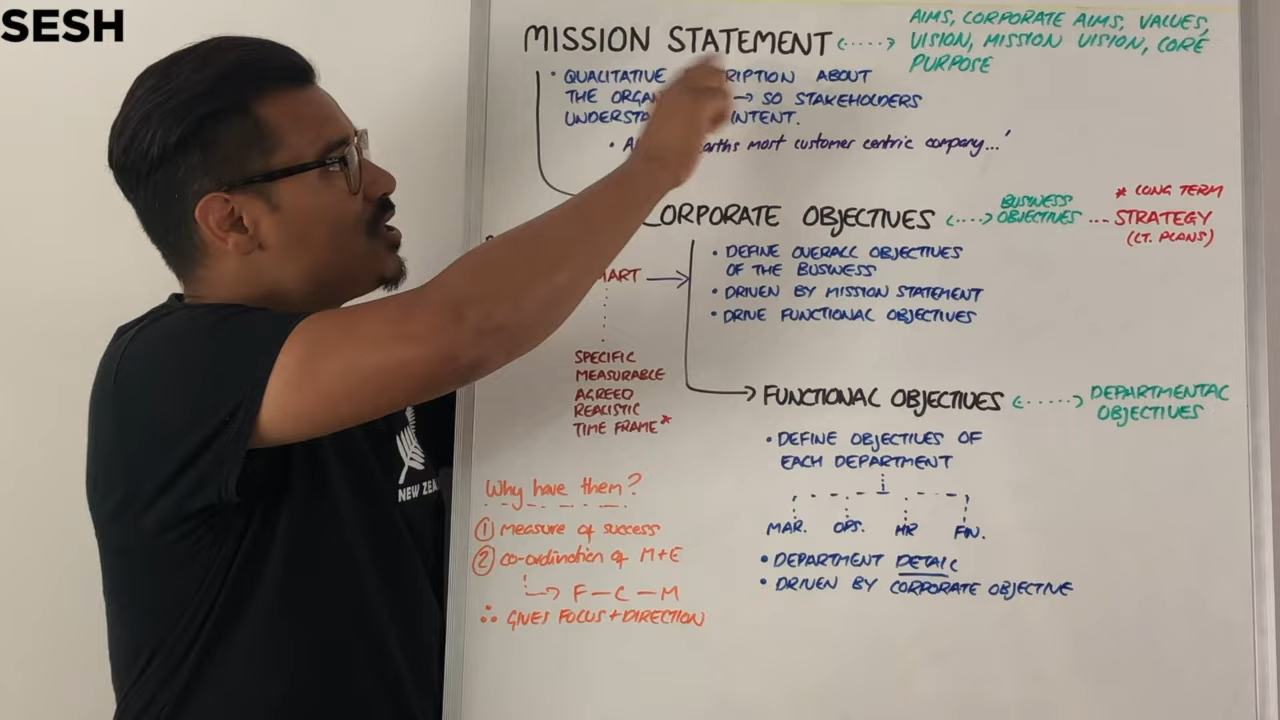 SESH
MISSION STATEMENT
AIMS, CORPORATE AIMS, VALUES,
VISION, MISSION VISION, CORE
PURPOSE
• QUALITATIVE ABOUT
THE → SO STAKEHOLDERS
INTENT.
• most customer centric company...'
CORPORATE OBJECTIVES
BUSINESS
OBJECTIVES
* LONG TERM
STRATEGY
(LT. PLANS)
• DEFINE OVERALL OBJECTIVES
OF THE BUSINESS
• DRIVEN BY MISSION STATEMENT
• DRIVE FUNCTIONAL OBJECTIVES
SPECIFIC
MEASURABLE
AGREED
REALISTIC
TIME FRAME*
FUNCTIONAL OBJECTIVES
DEPARTMENTAL
OBJECTIVES
• DEFINE OBJECTIVES OF
EACH DEPARTMENT
MAR. OPS. HR FIN.
• DEPARTMENT DETAIL
• DRIVEN BY CORPORATE OBJECTIVE
Why have them?
① measure of success
② co-ordination of M+E
F – C – M
∴ GIVES FOCUS + DIRECTION
NEW